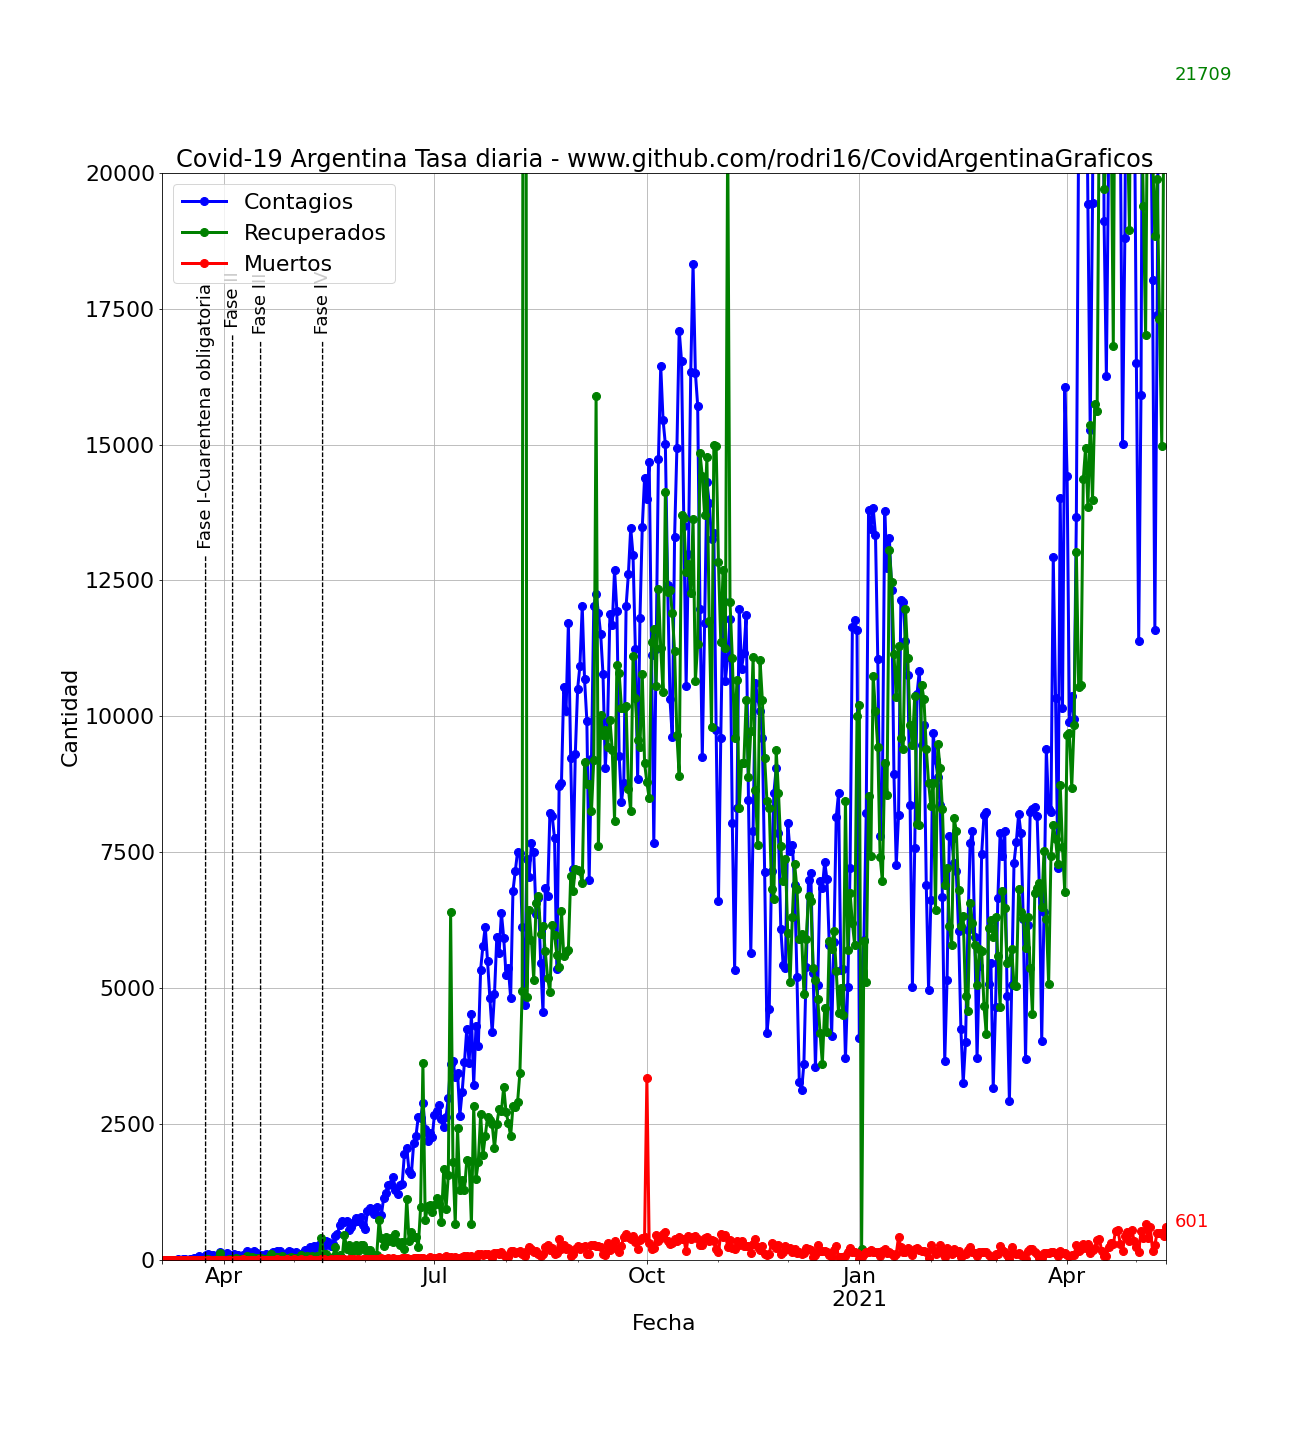 21709
Covid-19 Argentina Tasa diaria - www.github.com/rodri16/CovidArgentinaGraficos
Contagios
Recuperados
Muertos
Fase I-Cuarentena obligatoria
Fase II
Fase III
Fase IV
20000
17500
15000
12500
10000
7500
5000
2500
0
Cantidad
601
Apr
Jul
Oct
Jan
2021
Apr
Fecha